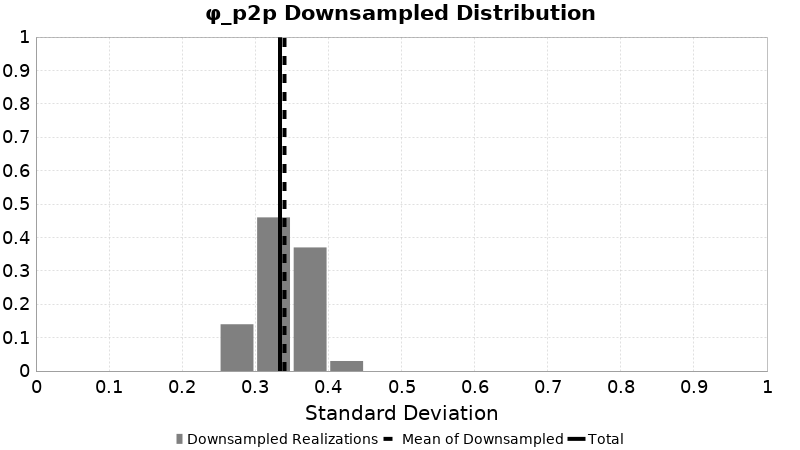 φ_p2p Downsampled Distribution
1
0.9
0.8
0.7
0.6
0.5
0.4
0.3
0.2
0.1
0
0 0.1 0.2 0.3 0.4 0.5 0.6 0.7 0.8 0.9 1
Standard Deviation
Downsampled Realizations Mean of Downsampled Total